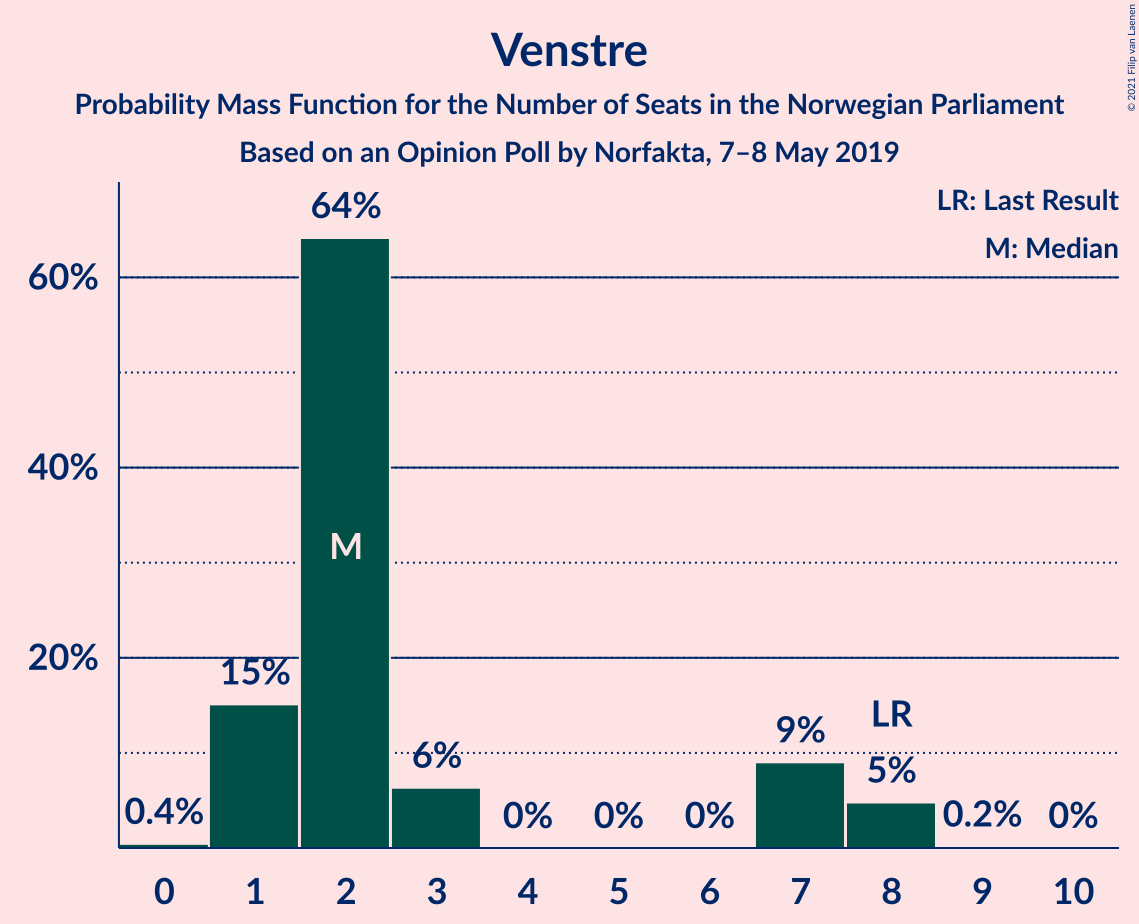 Venstre
Probability Mass Function for the Number of Seats in the Norwegian Parliament
Based on an Opinion Poll by Norfakta, 7–8 May 2019
© 2021 Filip van Laenen
LR: Last Result
M: Median
60%
40%
20%
0.4%
15%
64%
M
6%
0%
0%
0%
9%
LR
5%
0.2%
0%
0 1 2 3 4 5 6 7 8 9 10